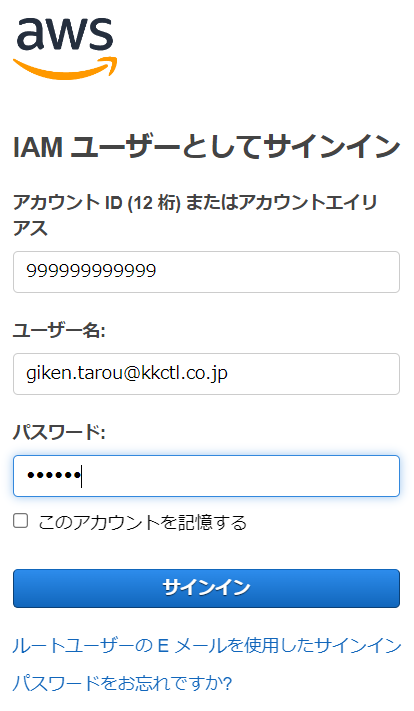 aws
IAM ユーザーとしてサインイン
アカウント ID (12 桁) またはアカウントエイリ
アス
999999999999
ユーザー名:
giken.tarou@kkctl.co.jp
パスワード:
••••••
このアカウントを記憶する
サインイン
ルートユーザーの E メールを使用したサインイン
パスワードをお忘れですか?